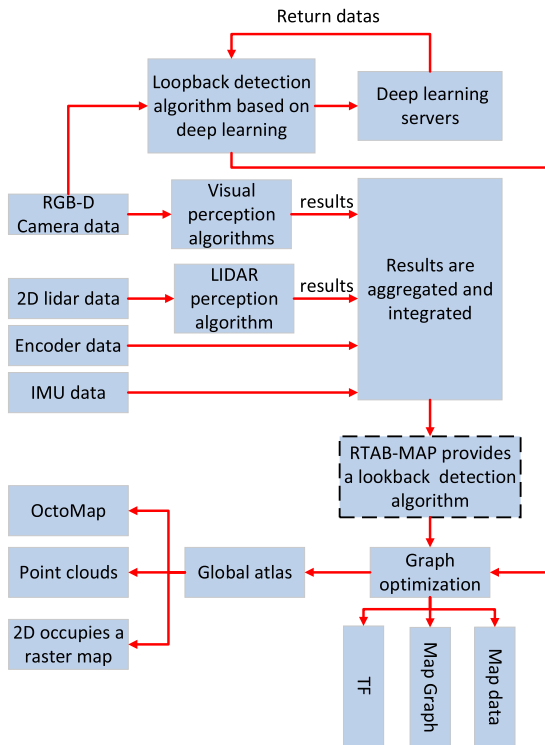 Return datas
Loopback detection
algorithm based on
deep learning
Deep learning
servers
RGB-D
Camera data
Visual
perception
algorithms
results
2D lidar data
LIDAR
perception
algorithm
results
Results are
aggregated and
integrated
Encoder data
IMU data
RTAB-MAP provides
a lookback detection
algorithm
OctoMap
Point clouds
Global atlas
Graph
optimization
2D occupies a
raster map
TF
Map Graph
Map data